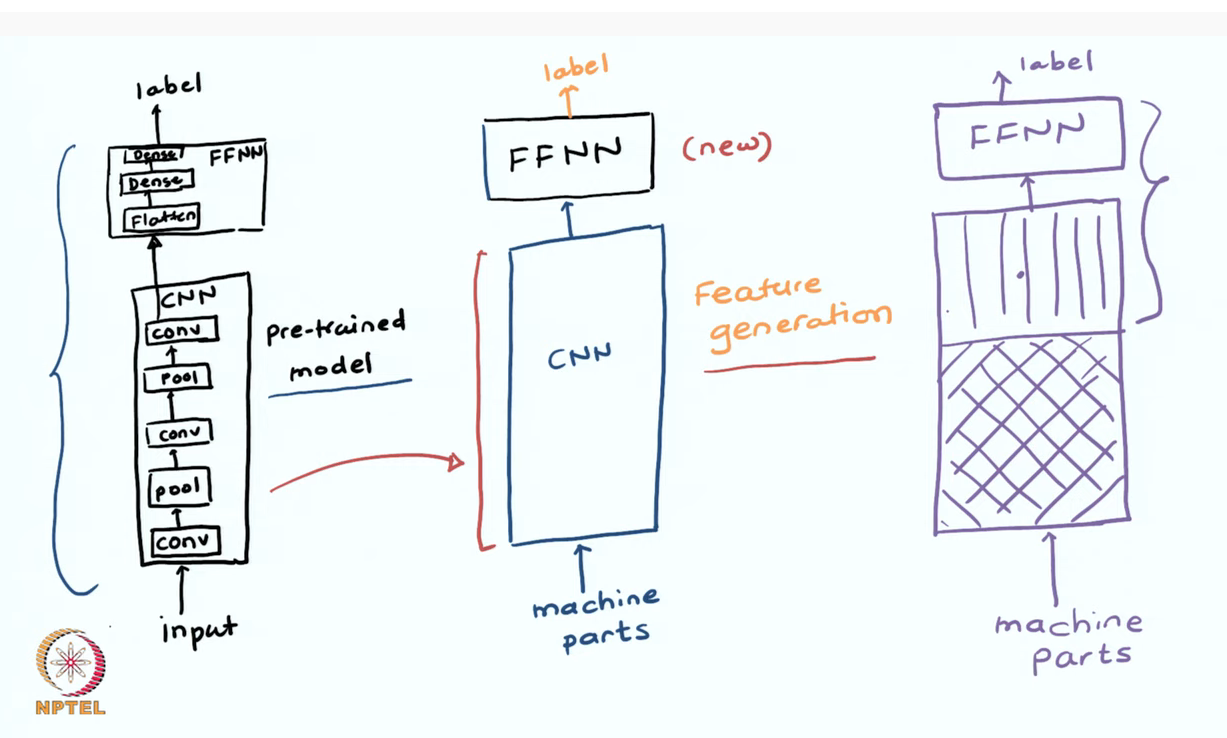 label
Dense
FFNN
Dense
Flatten
CNN
conv
pool
conv
pool
conv
input
pre-trained
model
label
FFNN
(new)
CNN
Feature
generation
machine
parts
label
FFNN
machine
parts
NPTEL